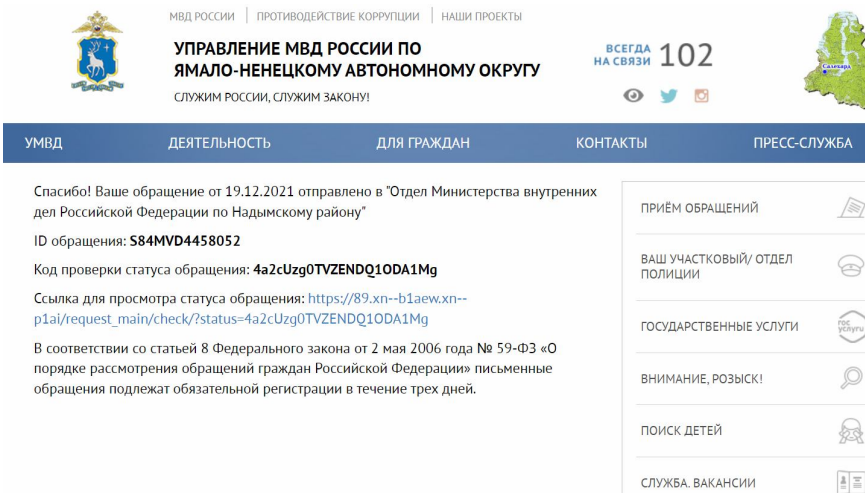 МВД РОССИИ ПРОТИВОДЕЙСТВИЕ КОРРУПЦИИ НАШИ ПРОЕКТЫ
УПРАВЛЕНИЕ МВД РОССИИ ПО
ЯМАЛО-НЕНЕЦКОМУ АВТОНОМНОМУ ОКРУГУ
СЛУЖИМ РОССИИ, СЛУЖИМ ЗАКОНУ!
ВСЕГДА
НА СВЯЗИ 102
Салехард
УМВД ДЕЯТЕЛЬНОСТЬ ДЛЯ ГРАЖДАН КОНТАКТЫ ПРЕСС-СЛУЖБА
Спасибо! Ваше обращение от 19.12.2021 отправлено в "Отдел Министерства внутренних
дел Российской Федерации по Надымскому району"
ID обращения: S84MVD4458052
Код проверки статуса обращения: 4a2cUzg0TVZENDQ1ODA1Mg
Ссылка для просмотра статуса обращения: https://89.xn--b1aew.xn--
p1ai/request_main/check/?status=4a2cUzg0TVZENDQ1ODA1Mg
В соответствии со статьей 8 Федерального закона от 2 мая 2006 года № 59-ФЗ «О
порядке рассмотрения обращений граждан Российской Федерации» письменные
обращения подлежат обязательной регистрации в течение трех дней.
ПРИЁМ ОБРАЩЕНИЙ
ВАШ УЧАСТКОВЫЙ/ ОТДЕЛ
ПОЛИЦИИ
ГОСУДАРСТВЕННЫЕ УСЛУГИ
гос
услуги
ВНИМАНИЕ, РОЗЫСК!
ПОИСК ДЕТЕЙ
СЛУЖБА. ВАКАНСИИ